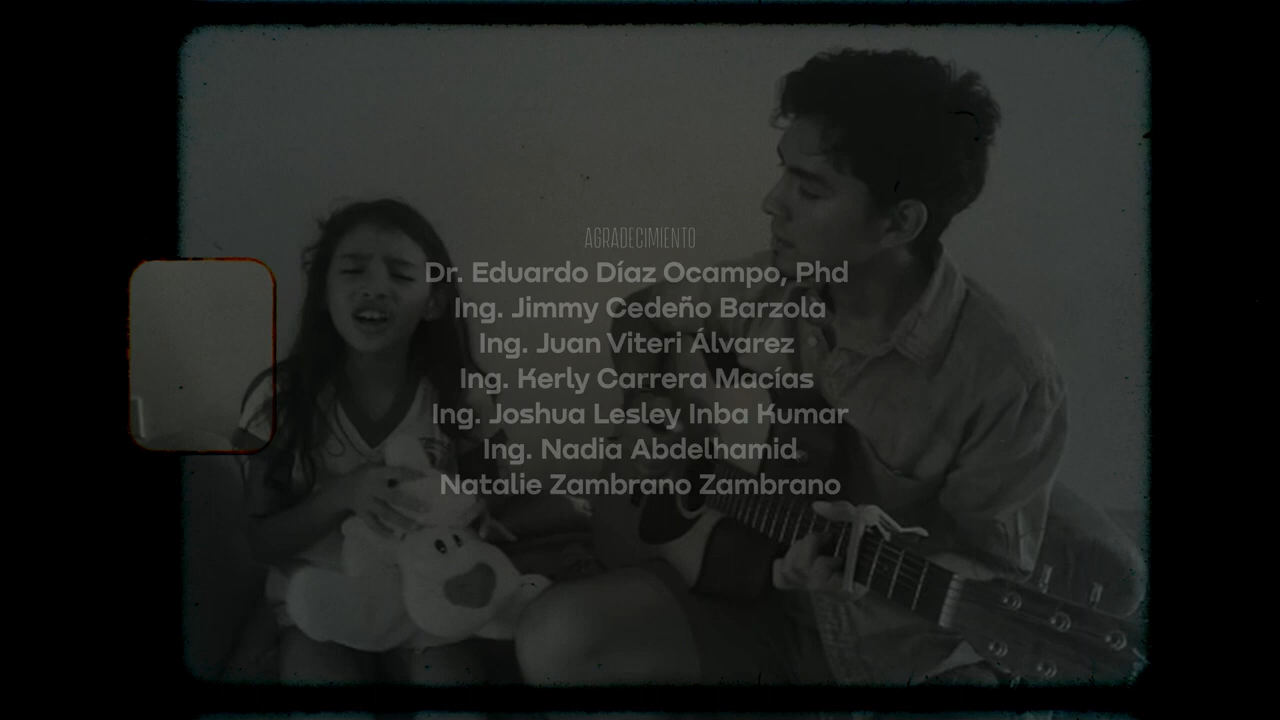 AGRADECIMIENTO
Dr. Eduardo Díaz Ocampo, Phd
Ing. Jimmy Cedeño Barzola
Ing. Juan Viteri Álvarez
Ing. Kerly Carrera Macías
Ing. Joshua Lesley Inba Kumar
Ing. Nadia Abdelhamid
Natalie Zambrano Zambrano